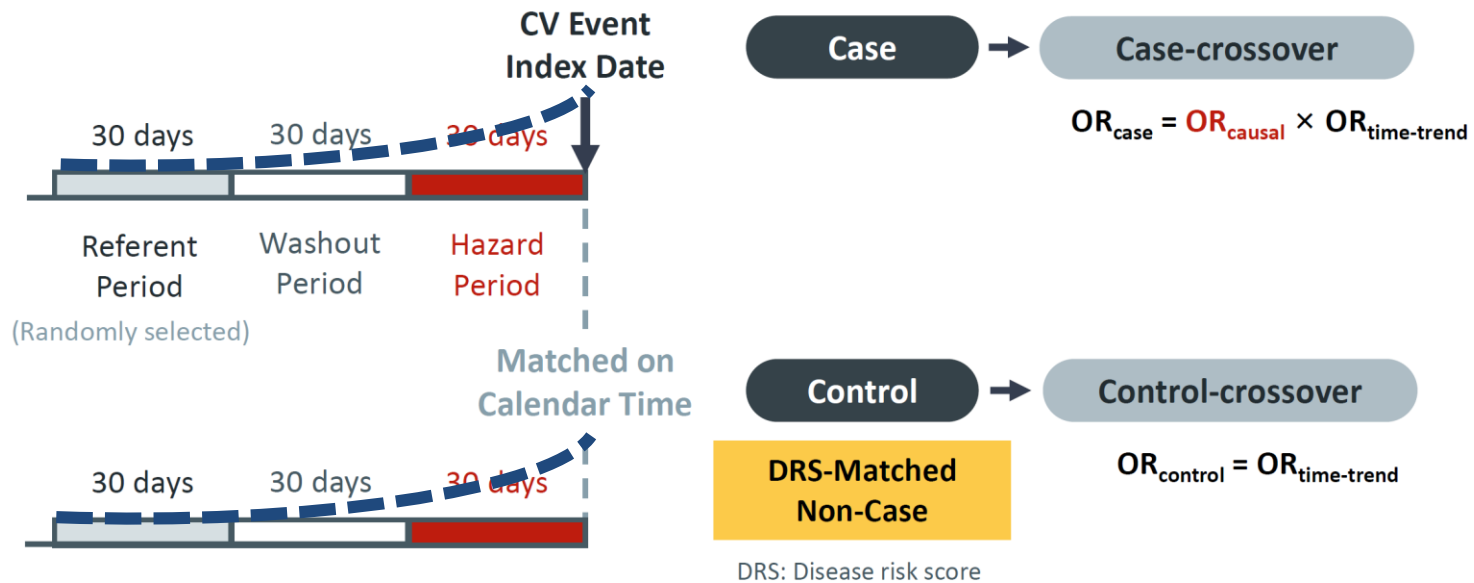 CV Event
Index Date
30 days
30 days
30 days
Referent
Period
(Randomly selected)
Washout
Period
Hazard
Period
Case
Case-crossover
OR_case = OR_causal × OR_time-trend
Matched on
Calendar Time
30 days
30 days
30 days
Control
Control-crossover
DRS-Matched
Non-Case
OR_control = OR_time-trend
DRS: Disease risk score